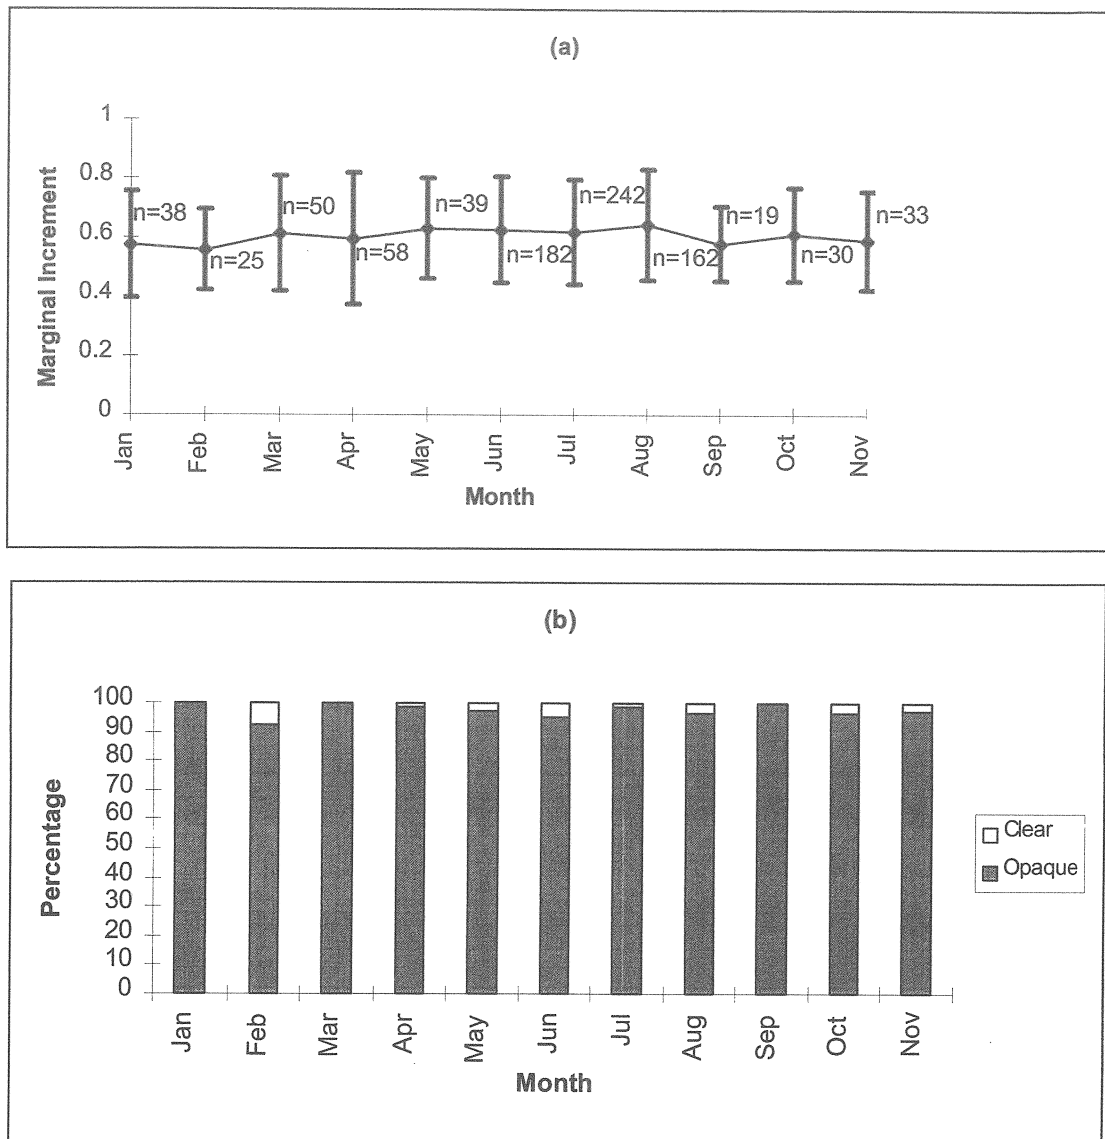 (a)
Marginal Increment
1
0.8
0.6
0.4
0.2
0
n=38
n=25
n=50
n=58
n=39
n=182
n=242
n=162
n=19
n=30
n=33
Jan
Feb
Mar
Apr
May
Jun
Jul
Aug
Sep
Oct
Nov
Month
(b)
Percentage
100
90
80
70
60
50
40
30
20
10
0
Jan
Feb
Mar
Apr
May
Jun
Jul
Aug
Sep
Oct
Nov
Month
Clear
Opaque